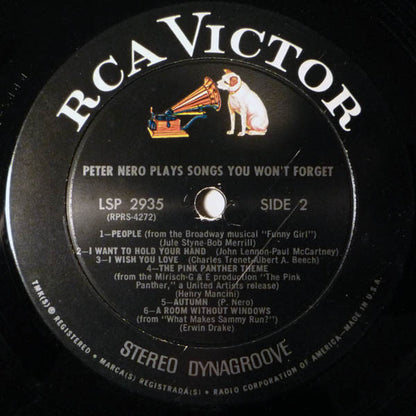 RCA VICTOR
PETER NERO PLAYS SONGS YOU WON'T FORGET
LSP 2935
(RPRS-4272)
SIDE 2
1—PEOPLE (from the Broadway musical "Funny Girl")
(Jule Styne-Bob Merrill)
2—I WANT TO HOLD YOUR HAND (John Lennon-Paul McCartney)
3—I WISH YOU LOVE (Charles Trenet-Albert A. Beech)
4—THE PINK PANTHER THEME
(from the Mirisch-G & E production "The Pink
Panther," a United Artists release)
(Henry Mancini)
5—AUTUMN (P. Nero)
6—A ROOM WITHOUT WINDOWS
(from "What Makes Sammy Run?")
(Ervin Drake)
STEREO DYNAGROOVE
TMK(S) ® REGISTERED • MARCA(S) REGISTRADA(S) • RADIO CORPORATION OF AMERICA—MADE IN U.S.A.